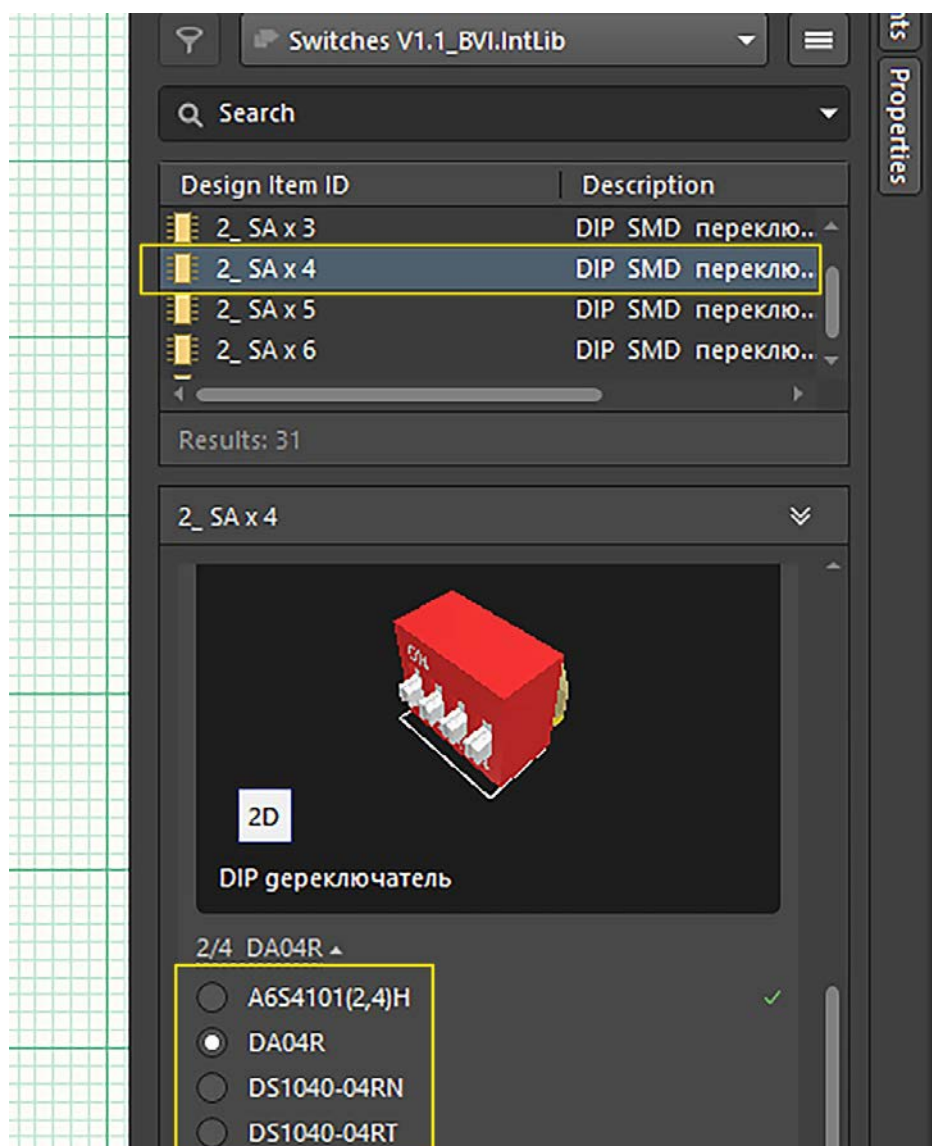 Switches V1.1_BVI.IntLib
Search
Design Item ID Description
2_ SA x 3 DIP SMD переклю..
2_ SA x 4 DIP SMD переклю..
2_ SA x 5 DIP SMD переклю..
2_ SA x 6 DIP SMD переклю..
Results: 31
2_ SA x 4
2D
DIP gереключатель
2/4 DA04R
A6S4101(2,4)H
DA04R
DS1040-04RN
DS1040-04RT
nts
Properties